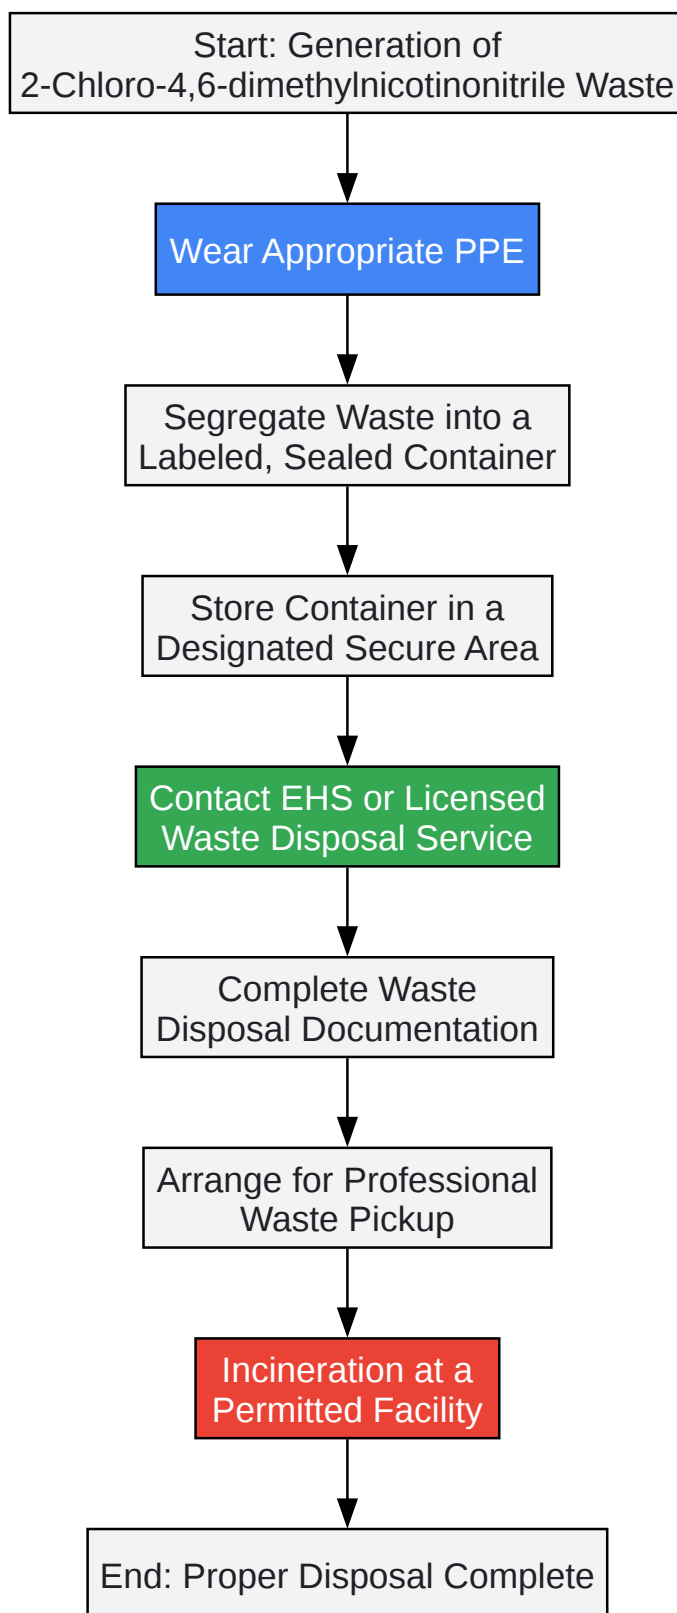 Start: Generation of
2-Chloro-4,6-dimethylnicotinonitrile Waste
Wear Appropriate PPE
Segregate Waste into a
Labeled, Sealed Container
Store Container in a
Designated Secure Area
Contact EHS or Licensed
Waste Disposal Service
Complete Waste
Disposal Documentation
Arrange for Professional
Waste Pickup
Incineration at a
Permitted Facility
End: Proper Disposal Complete